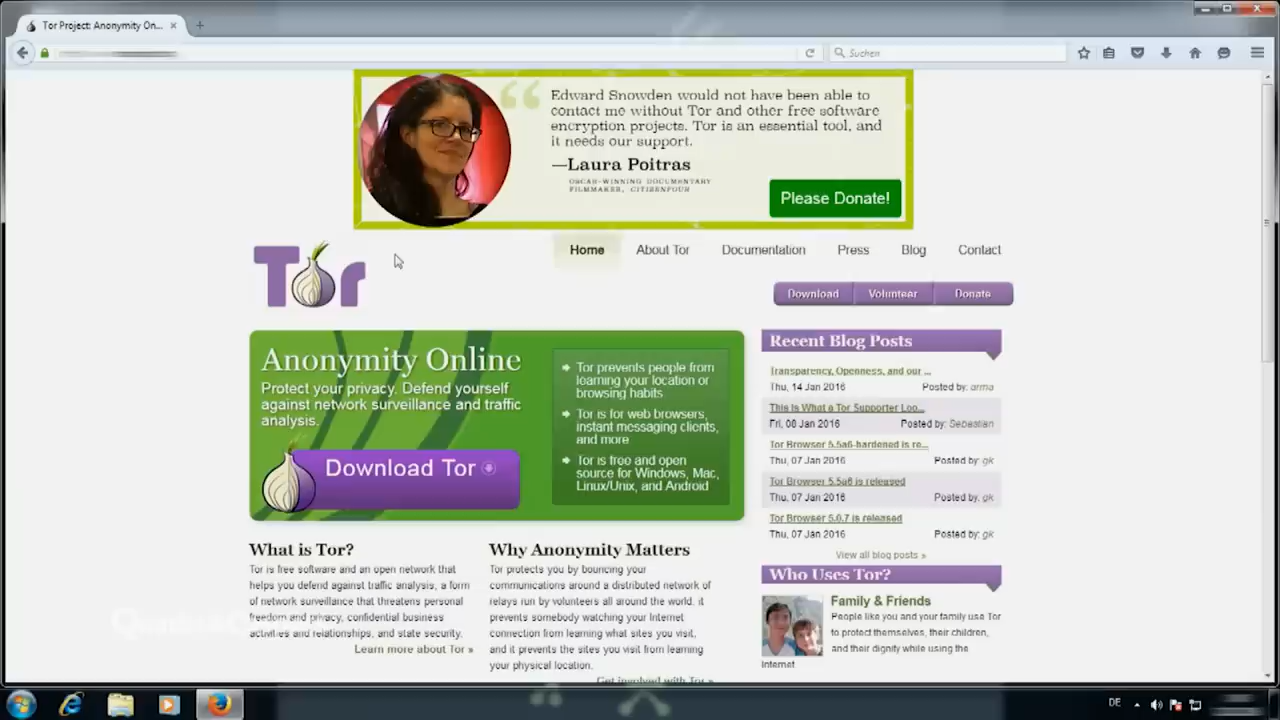 Tor Project: Anonymity On...
Suchen
Edward Snowden would not have been able to
contact me without Tor and other free software
encryption projects. Tor is an essential tool, and
it needs our support.
—Laura Poitras
OSCAR-WINNING DOCUMENTARY
FILMMAKER, CITIZENFOUR
Please Donate!
Tor
Home About Tor Documentation Press Blog Contact
Download Volunteer Donate
Anonymity Online
Protect your privacy. Defend yourself
against network surveillance and traffic
analysis.
Download Tor
Tor prevents people from
learning your location or
browsing habits
Tor is for web browsers,
instant messaging clients,
and more
Tor is free and open
source for Windows, Mac,
Linux/Unix, and Android
Recent Blog Posts
Transparency, Openness, and our ...
Thu, 14 Jan 2016 Posted by: arma
This is What a Tor Supporter Loo...
Fri, 08 Jan 2016 Posted by: Sebastian
Tor Browser 5.5a6-hardened is re...
Thu, 07 Jan 2016 Posted by: gk
Tor Browser 5.5a6 is released
Thu, 07 Jan 2016 Posted by: gk
Tor Browser 5.0.7 is released
Thu, 07 Jan 2016 Posted by: gk
View all blog posts »
What is Tor?
Tor is free software and an open network that
helps you defend against traffic analysis, a form
of network surveillance that threatens personal
freedom and privacy, confidential business
activities and relationships, and state security.
Learn more about Tor »
Why Anonymity Matters
Tor protects you by bouncing your
communications around a distributed network of
relays run by volunteers all around the world. it
prevents somebody watching your Internet
connection from learning what sites you visit,
and it prevents the sites you visit from learning
your physical location.
Get involved with Tor »
Who Uses Tor?
Family & Friends
People like you and your family use Tor
to protect themselves, their children,
and their dignity while using the
Internet
DE